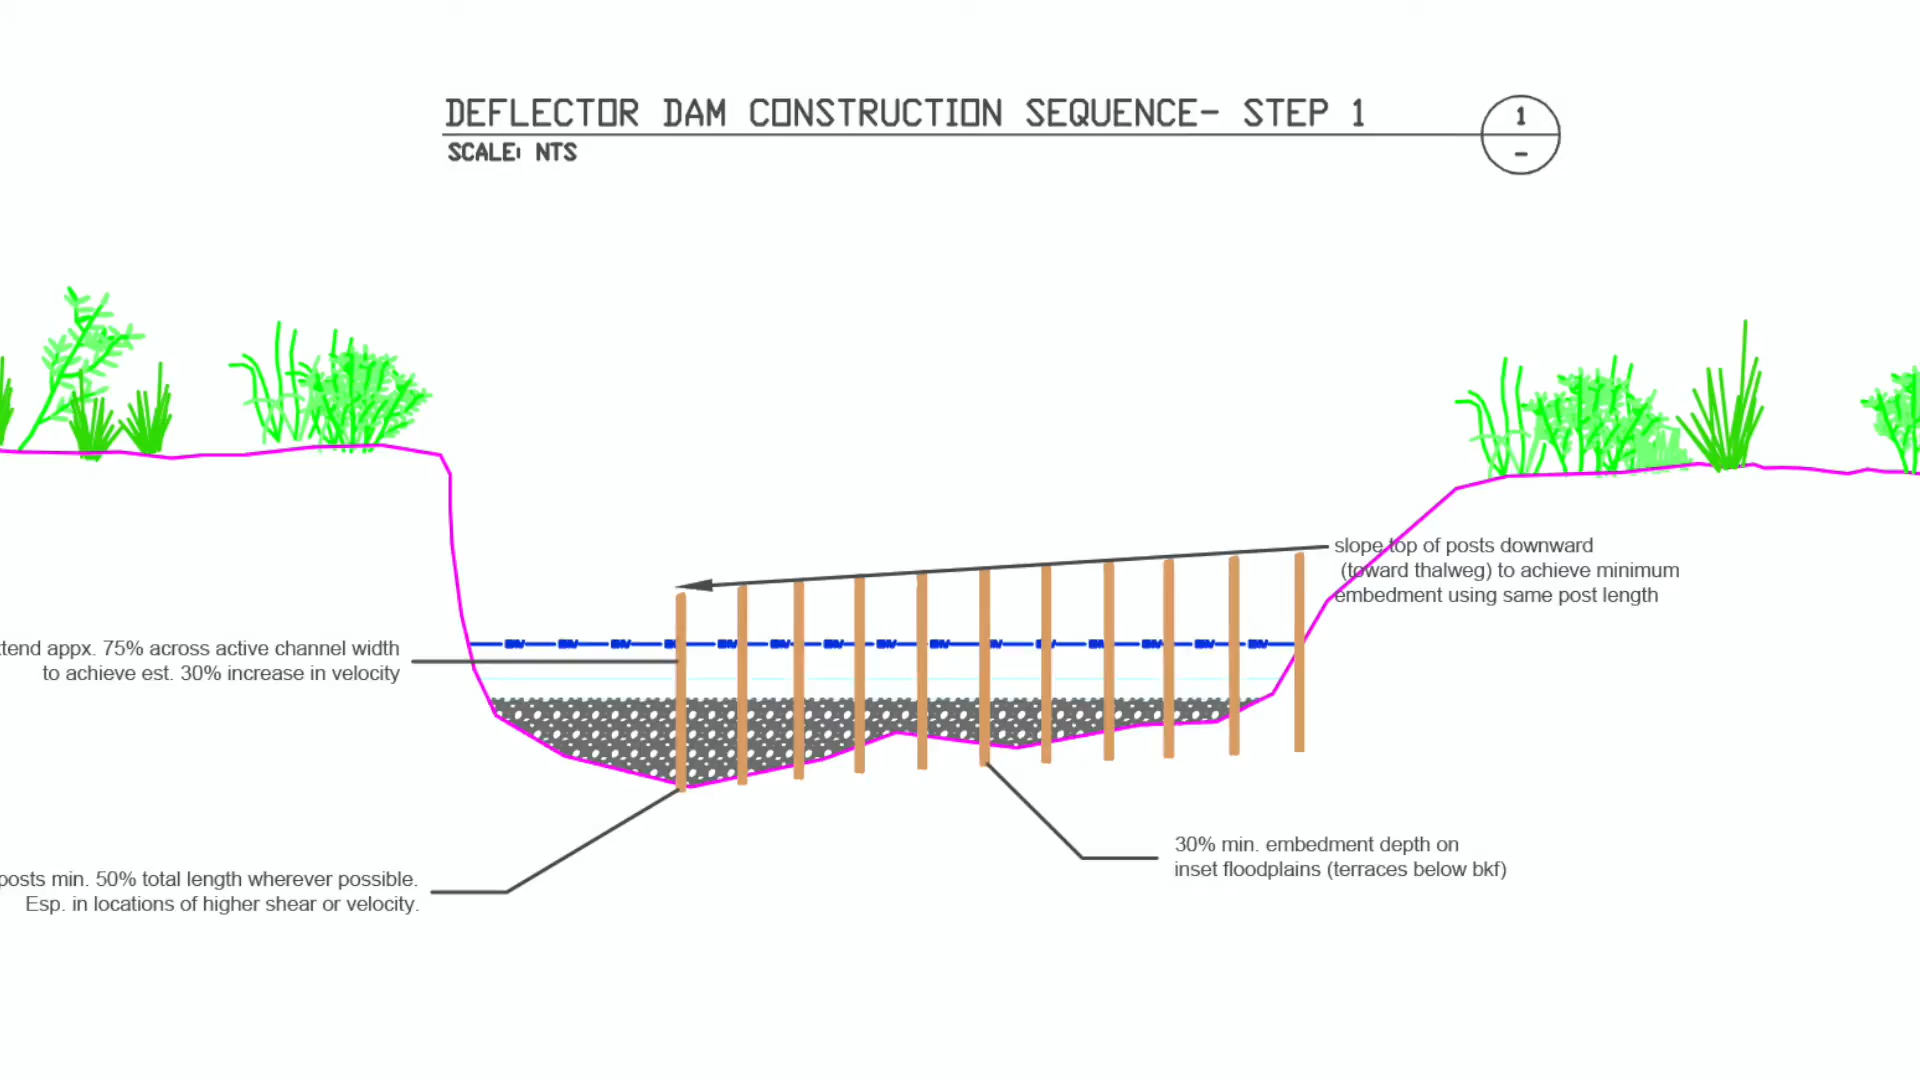 DEFLECTOR DAM CONSTRUCTION SEQUENCE- STEP 1
1
-
SCALE: NTS
slope top of posts downward
(toward thalweg) to achieve minimum
embedment using same post length
tend appx. 75% across active channel width
to achieve est. 30% increase in velocity
30% min. embedment depth on
inset floodplains (terraces below bkf)
posts min. 50% total length wherever possible.
Esp. in locations of higher shear or velocity.